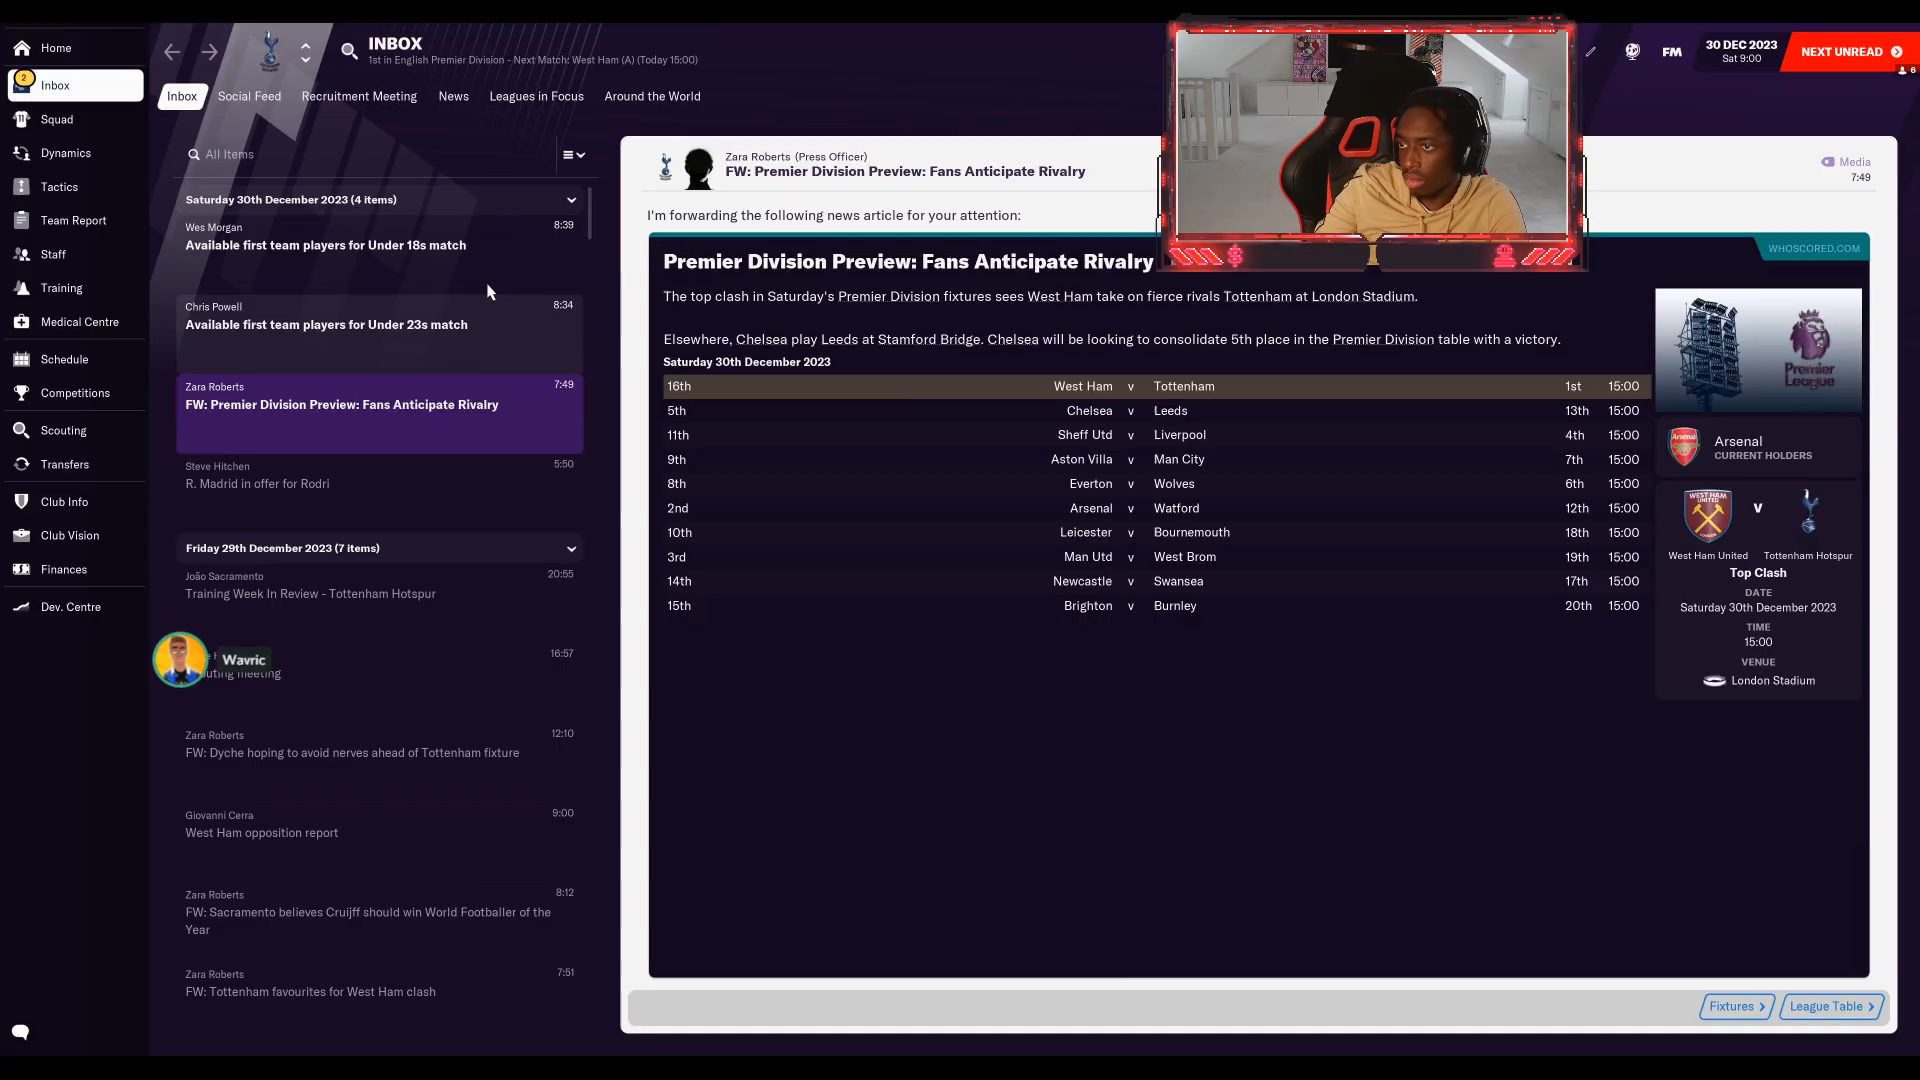 Home
2
Inbox
Squad
Dynamics
Tactics
Team Report
Staff
Training
Medical Centre
Schedule
Competitions
Scouting
Transfers
Club Info
Club Vision
Finances
Dev. Centre
INBOX
1st in English Premier Division - Next Match: West Ham (A) (Today 15:00)
FM
30 DEC 2023
Sat 9:00
NEXT UNREAD
6
Inbox Social Feed Recruitment Meeting News Leagues in Focus Around the World
All Items
Saturday 30th December 2023 (4 items)
Wes Morgan 8:39
Available first team players for Under 18s match
Chris Powell 8:34
Available first team players for Under 23s match
Zara Roberts 7:49
FW: Premier Division Preview: Fans Anticipate Rivalry
Steve Hitchen 5:50
R. Madrid in offer for Rodri
Friday 29th December 2023 (7 items)
João Sacramento 20:55
Training Week In Review - Tottenham Hotspur
16:57
Wavric
meeting
Zara Roberts 12:10
FW: Dyche hoping to avoid nerves ahead of Tottenham fixture
Giovanni Cerra 9:00
West Ham opposition report
Zara Roberts 8:12
FW: Sacramento believes Cruijff should win World Footballer of the
Year
Zara Roberts 7:51
FW: Tottenham favourites for West Ham clash
Zara Roberts (Press Officer)
FW: Premier Division Preview: Fans Anticipate Rivalry
Media
7:49
I'm forwarding the following news article for your attention:
WHOSCORED.COM
Premier Division Preview: Fans Anticipate Rivalry
The top clash in Saturday's Premier Division fixtures sees West Ham take on fierce rivals Tottenham at London Stadium.
Elsewhere, Chelsea play Leeds at Stamford Bridge. Chelsea will be looking to consolidate 5th place in the Premier Division table with a victory.
Saturday 30th December 2023
16th West Ham v Tottenham 1st 15:00
5th Chelsea v Leeds 13th 15:00
11th Sheff Utd v Liverpool 4th 15:00
9th Aston Villa v Man City 7th 15:00
8th Everton v Wolves 6th 15:00
2nd Arsenal v Watford 12th 15:00
10th Leicester v Bournemouth 18th 15:00
3rd Man Utd v West Brom 19th 15:00
14th Newcastle v Swansea 17th 15:00
15th Brighton v Burnley 20th 15:00
Premier
League
Arsenal
Arsenal
CURRENT HOLDERS
WEST HAM
UNITED
v
West Ham United Tottenham Hotspur
Top Clash
DATE
Saturday 30th December 2023
TIME
15:00
VENUE
London Stadium
Fixtures
League Table